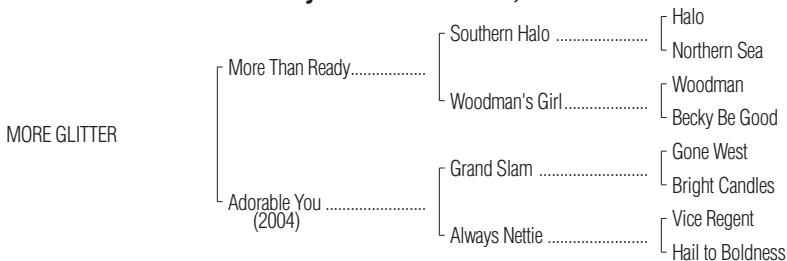 Halo
Southern Halo ......................
Northern Sea
More Than Ready..................
Woodman
Woodman's Girl....................
Becky Be Good
MORE GLITTER
Gone West
Grand Slam ..........................
Bright Candles
Adorable You ........................
(2004)
Vice Regent
Always Nettie ........................
Hail to Boldness